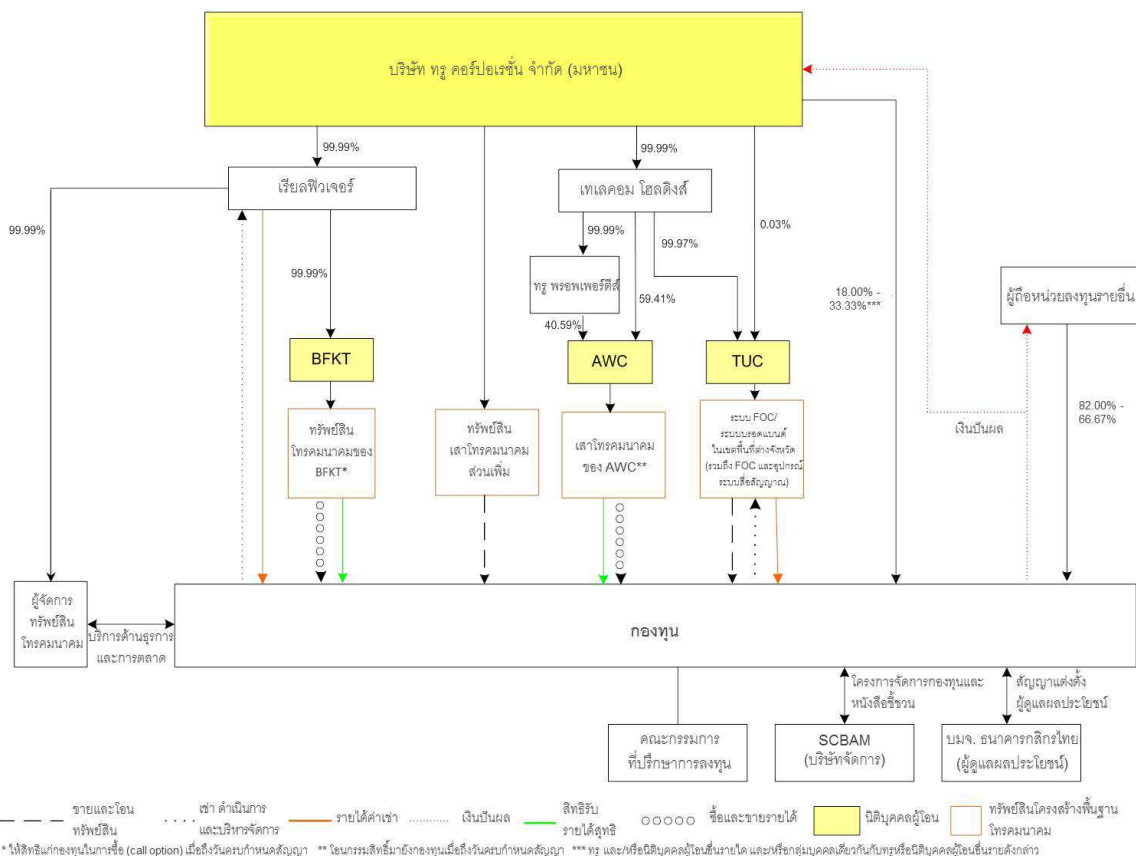 บริษัท ทรู คอร์ปอเรชั่น จำกัด (มหาชน)
99.99%
99.99%
เรียลฟิวเจอร์
เทเลคอม โฮลดิงส์
99.99%
99.99%
99.97%
0.03%
99.99%
ทรู พรอพเพอร์ตีส์
59.41%
18.00% -
33.33%***
ผู้ถือหน่วยลงทุนรายอื่น
40.59%
BFKT
AWC
TUC
ทรัพย์สิน
โทรคมนาคมของ
BFKT*
ทรัพย์สิน
เสาโทรคมนาคม
ส่วนเพิ่ม
เสาโทรคมนาคม
ของ AWC**
ระบบ FOC/
ระบบบรอดแบนด์
ในเขตพื้นที่ต่างจังหวัด
(รวมถึง FOC และอุปกรณ์
ระบบสื่อสัญญาณ)
เงินปันผล
82.00% -
66.67%
ผู้จัดการ
ทรัพย์สิน
โทรคมนาคม
บริการด้านธุรการ
และการตลาด
กองทุน
โครงการจัดการกองทุนและ
หนังสือชี้ชวน
สัญญาแต่งตั้ง
ผู้ดูแลผลประโยชน์
คณะกรรมการ
ที่ปรึกษาการลงทุน
SCBAM
(บริษัทจัดการ)
บมจ. ธนาคารกสิกรไทย
(ผู้ดูแลผลประโยชน์)
ขายและโอน
ทรัพย์สิน
เช่า ดำเนินการ
และบริหารจัดการ
รายได้ค่าเช่า
เงินปันผล
สิทธิรับ
รายได้สุทธิ
ซื้อและขายรายได้
นิติบุคคลผู้โอน
ทรัพย์สินโครงสร้างพื้นฐาน
โทรคมนาคม
* ให้สิทธิแก่กองทุนในการซื้อ (call option) เมื่อถึงวันครบกำหนดสัญญา ** โอนกรรมสิทธิ์มายังกองทุนเมื่อถึงวันครบกำหนดสัญญา *** ทรู และ/หรือนิติบุคคลผู้โอนอื่นรายใด และ/หรือกลุ่มบุคคลเดียวกันกับทรูหรือนิติบุคคลผู้โอนอื่นรายดังกล่าว